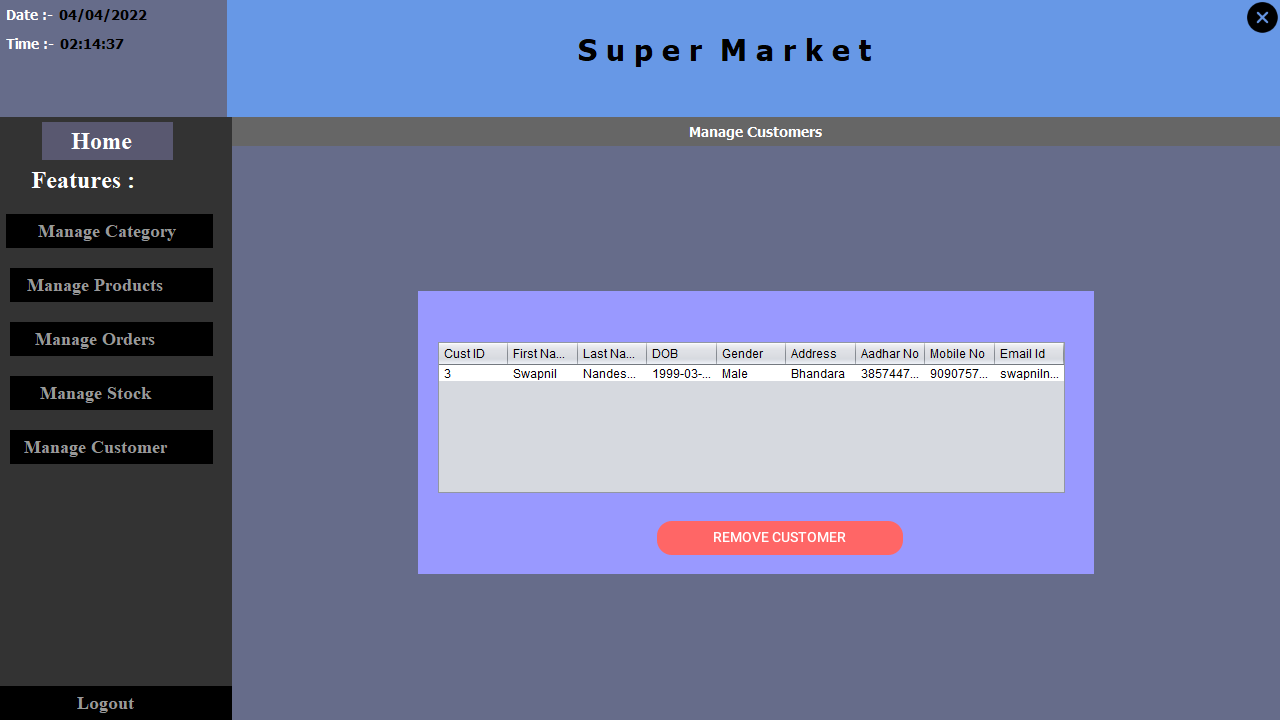 Date :- 04/04/2022
Time :- 02:14:37
Super Market
Home
Features :
Manage Category
Manage Products
Manage Orders
Manage Stock
Manage Customer
Logout
Manage Customers
Cust ID First Na... Last Na... DOB Gender Address Aadhar No Mobile No Email Id
3 Swapnil Nandes... 1999-03-... Male Bhandara 3857447... 9090757... swapniln...
REMOVE CUSTOMER